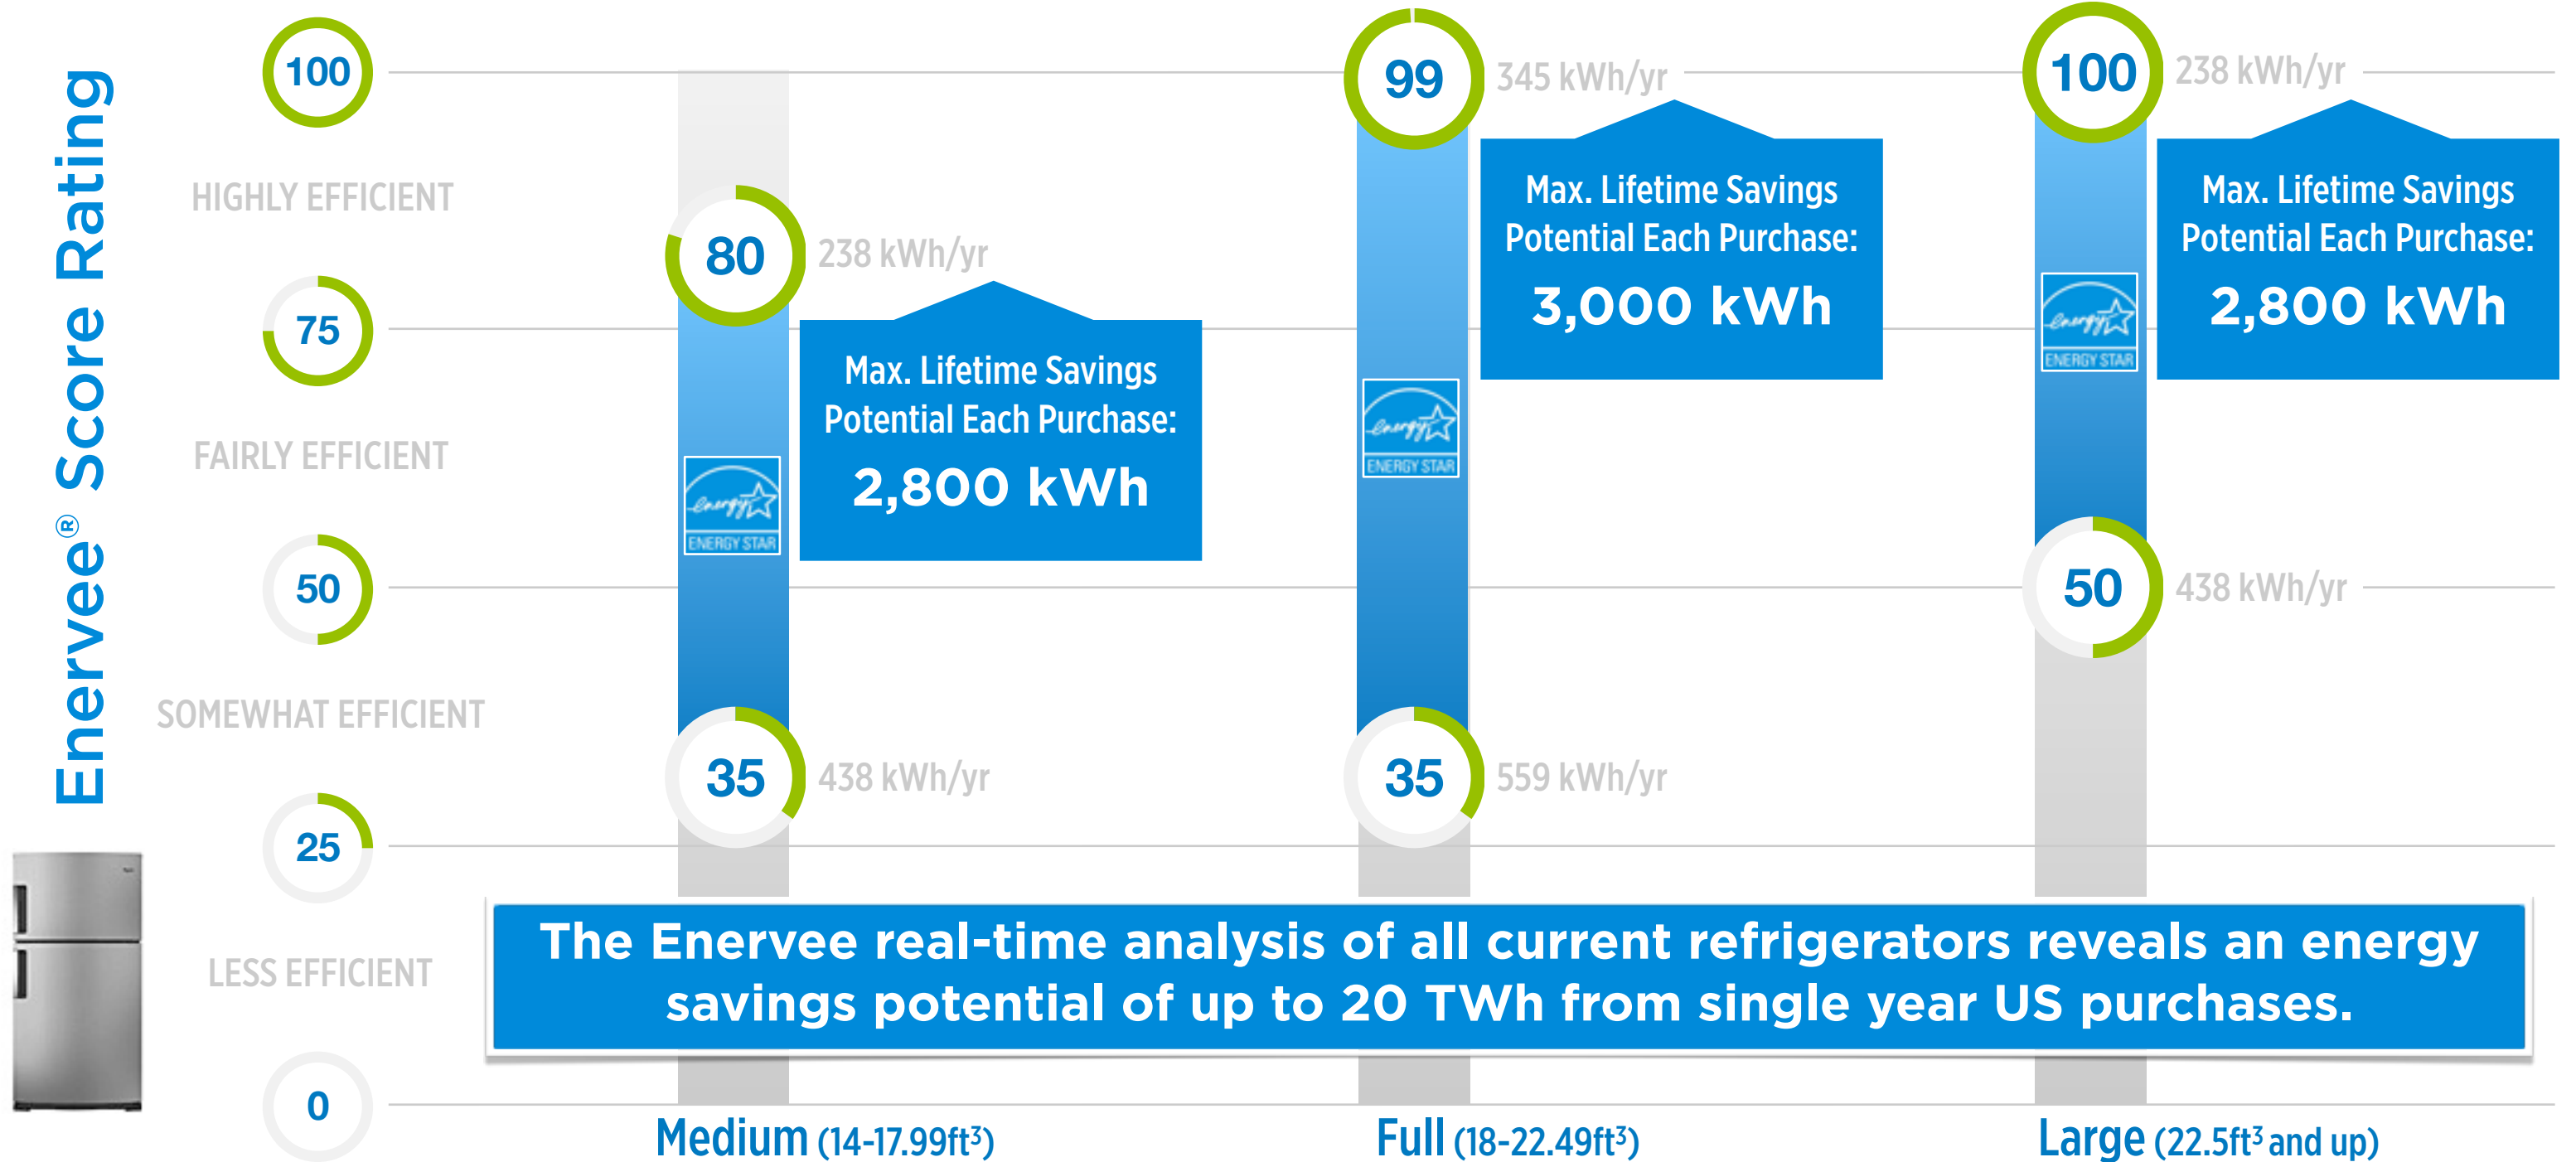 Enervee® Score Rating
100
HIGHLY EFFICIENT
75
FAIRLY EFFICIENT
50
SOMEWHAT EFFICIENT
25
LESS EFFICIENT
0
80
238 kWh/yr
Max. Lifetime Savings
Potential Each Purchase:
2,800 kWh
energy
ENERGY STAR
35
438 kWh/yr
Medium (14-17.99ft³)
99
345 kWh/yr
Max. Lifetime Savings
Potential Each Purchase:
3,000 kWh
energy
ENERGY STAR
35
559 kWh/yr
Full (18-22.49ft³)
100
238 kWh/yr
Max. Lifetime Savings
Potential Each Purchase:
2,800 kWh
energy
ENERGY STAR
50
438 kWh/yr
Large (22.5ft³ and up)
The Enervee real-time analysis of all current refrigerators reveals an energy
savings potential of up to 20 TWh from single year US purchases.